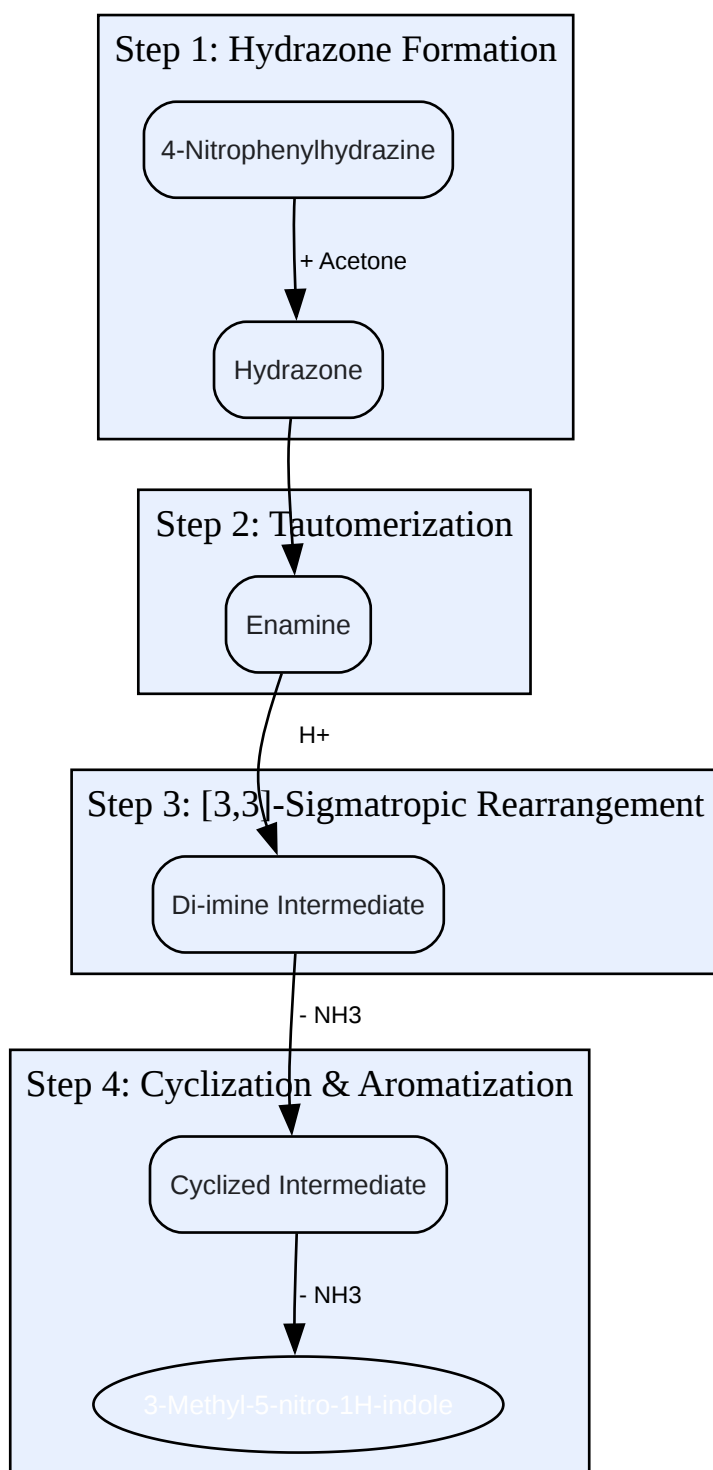 Step 1: Hydrazone Formation
4-Nitrophenylhydrazine
+ Acetone
Hydrazone
Step 2: Tautomerization
Enamine
H+
Step 3: [3,3]-Sigmatropic Rearrangement
Di-imine Intermediate
- NH3
Step 4: Cyclization & Aromatization
Cyclized Intermediate
- NH3
3-Methyl-5-nitro-1H-indole